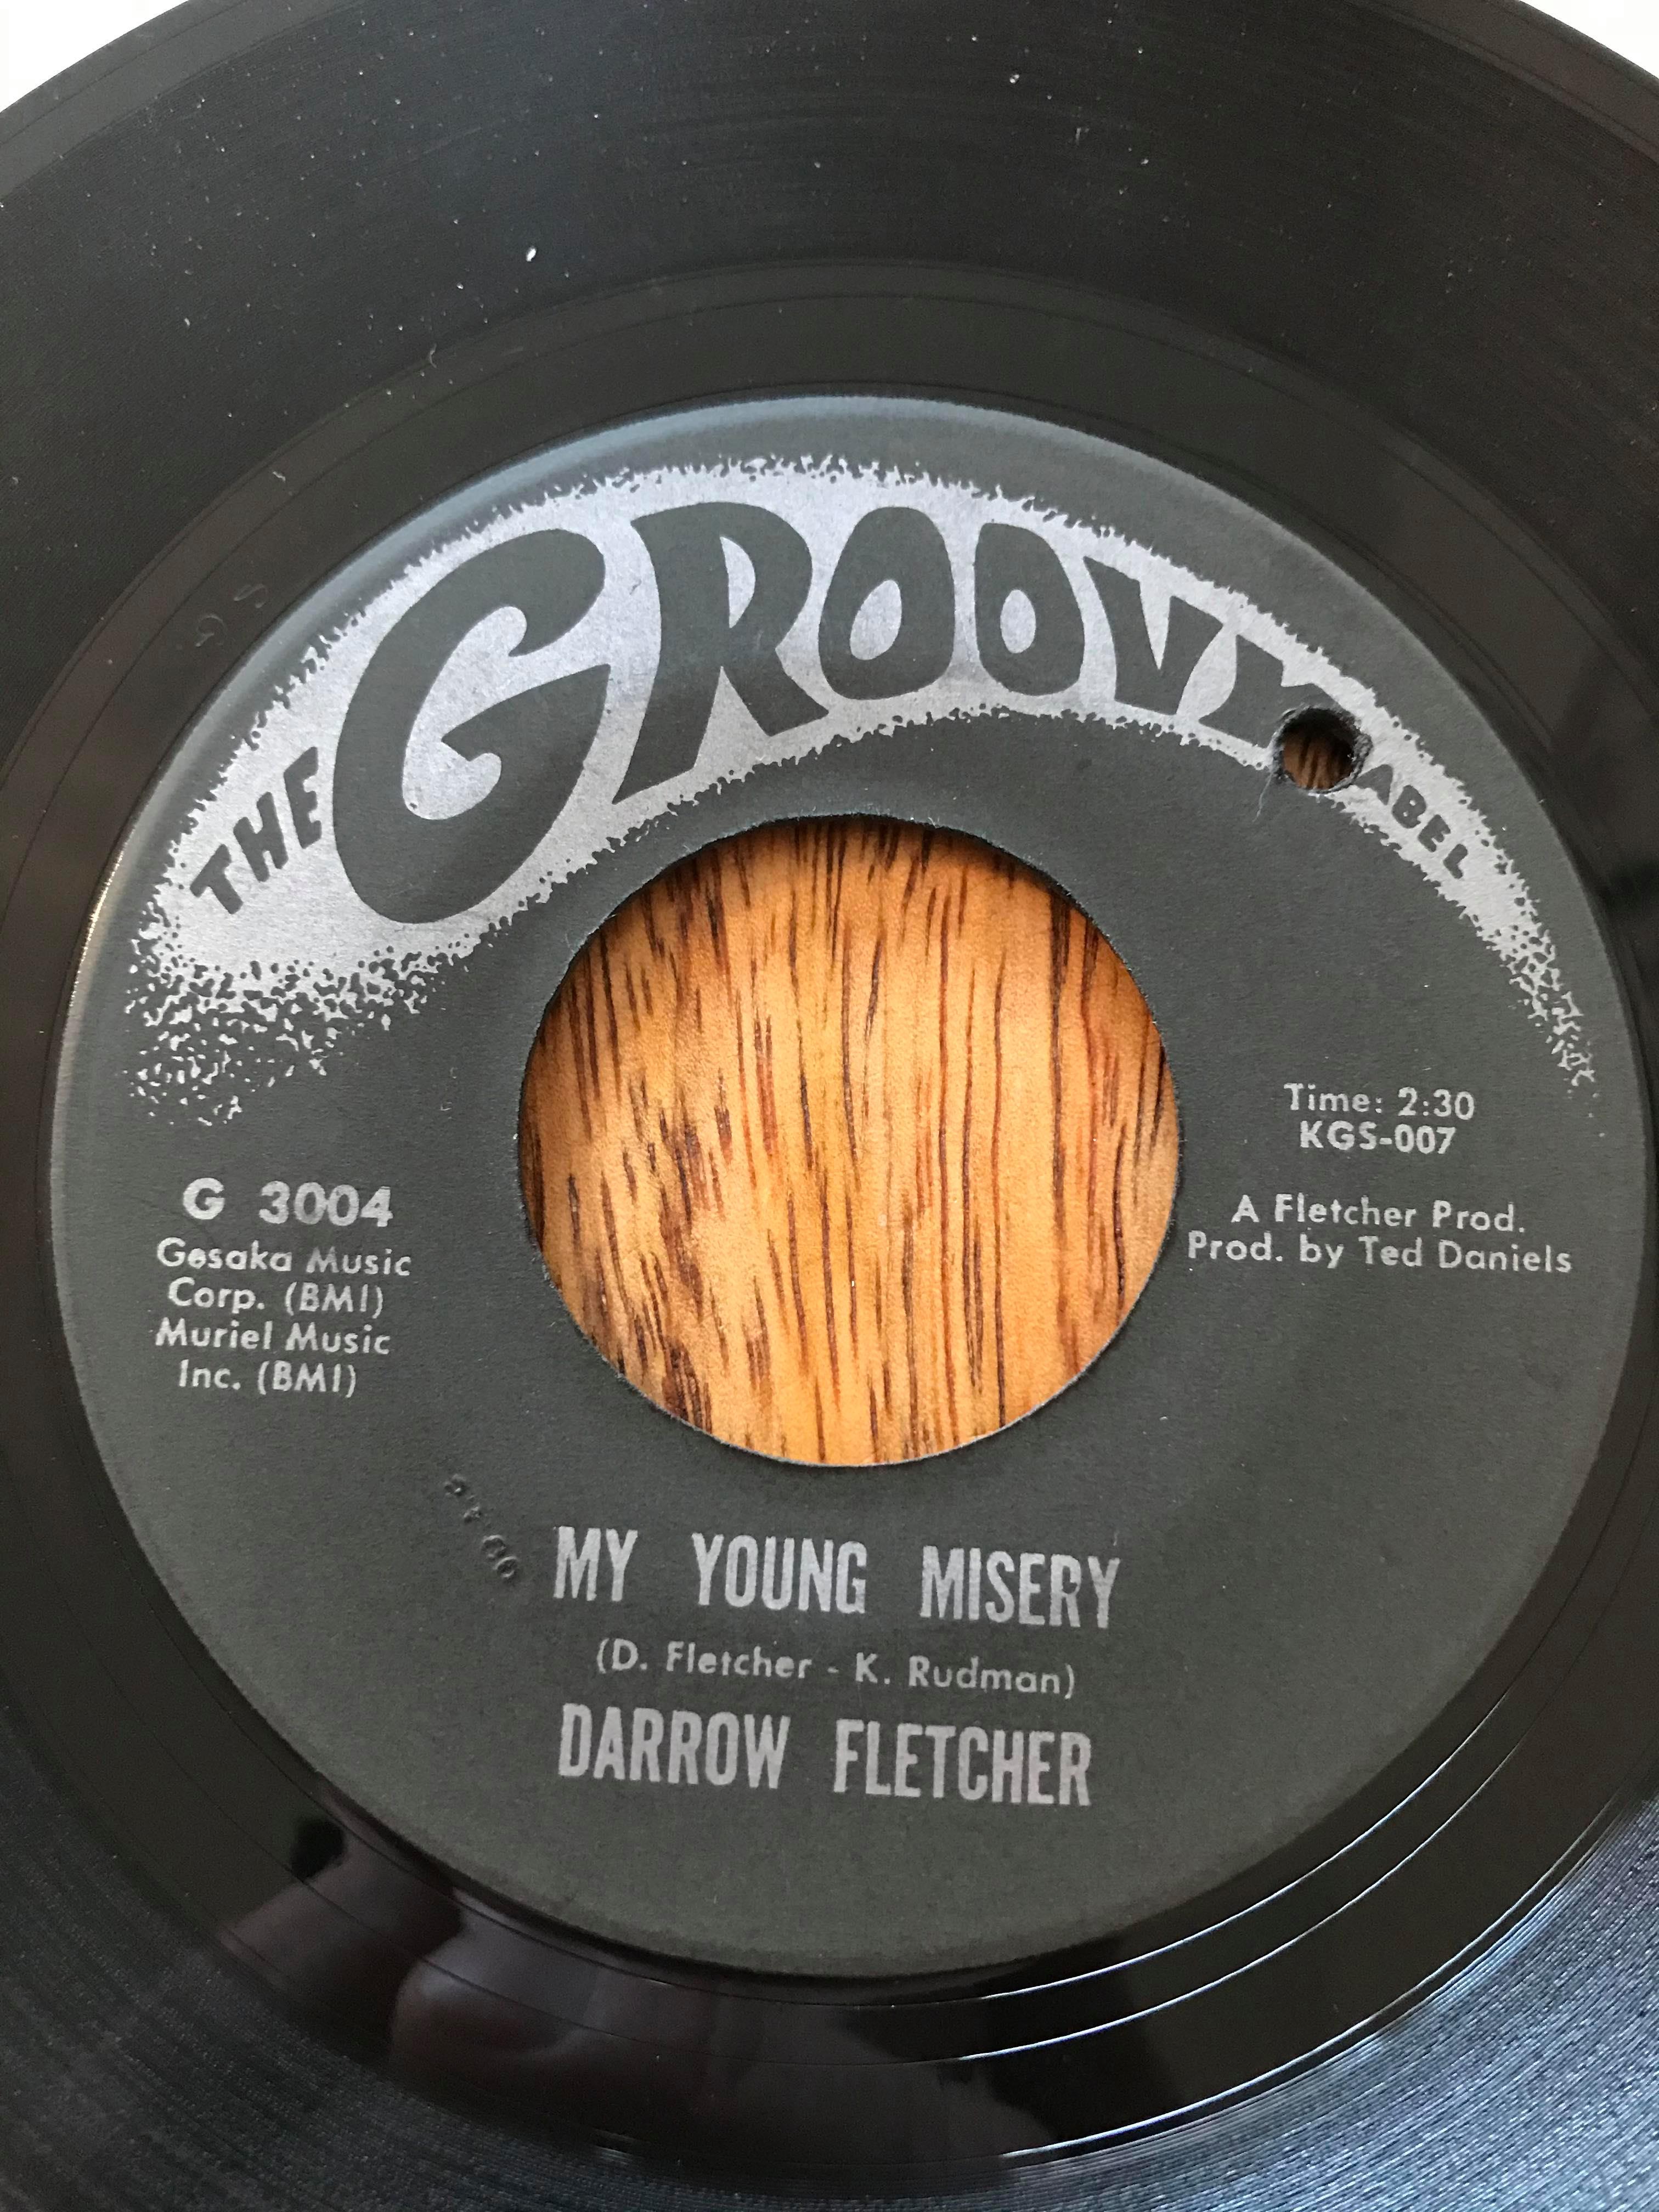 THE GROOVY ABEL
Time: 2:30
KGS-007
A Fletcher Prod.
Prod. by Ted Daniels
G 3004
Gesaka Music
Corp. (BMI)
Muriel Music
Inc. (BMI)
MY YOUNG MISERY
(D. Fletcher - K. Rudman)
DARROW FLETCHER